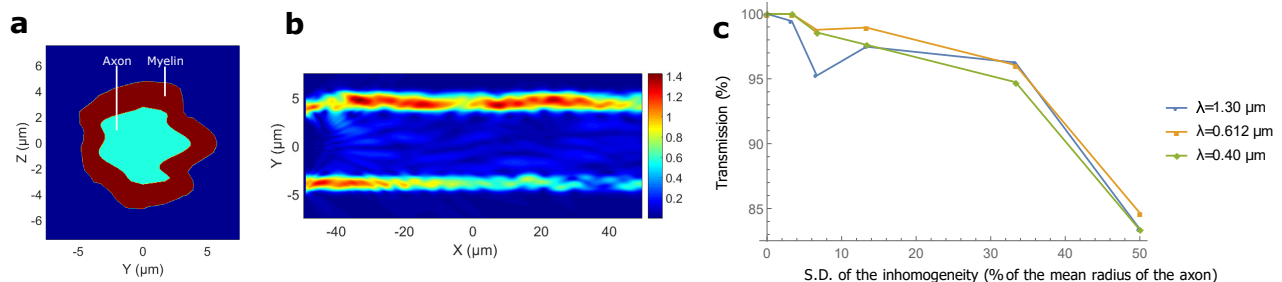 a
Axon
Myelin
6
4
2
0
-2
-4
-6
Z (μm)
-5
0
5
Y (μm)
b
5
0
-5
Y (μm)
-40
-20
0
20
40
X (μm)
1.4
1.2
1
0.8
0.6
0.4
0.2
c
100
95
90
85
Transmission (%)
0
10
20
30
40
50
S.D. of the inhomogeneity (% of the mean radius of the axon)
λ=1.30 μm
λ=0.612 μm
λ=0.40 μm